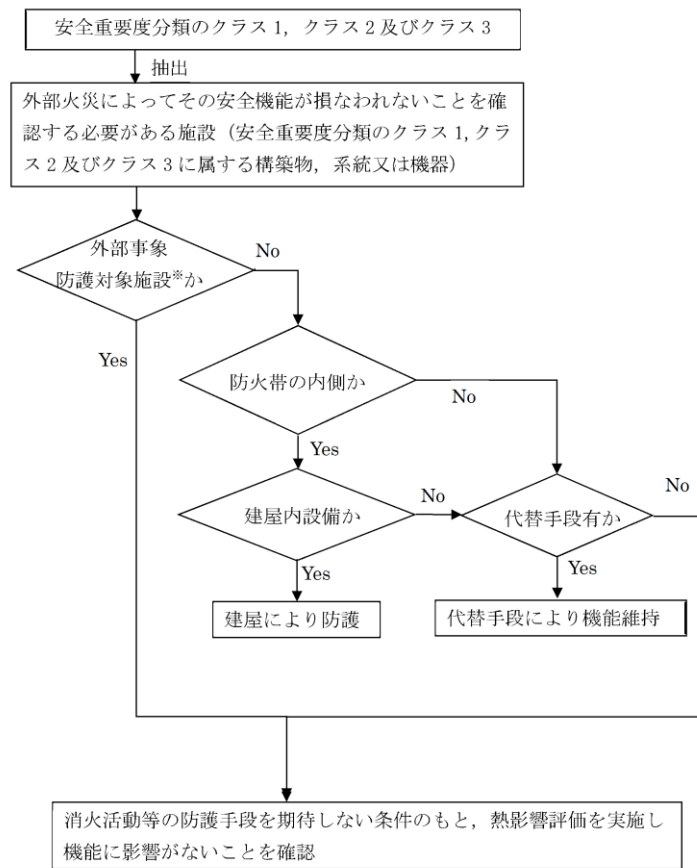 安全重要度分類のクラス1，クラス2及びクラス3
抽出
外部火災によってその安全機能が損なわれないことを確
認する必要がある施設（安全重要度分類のクラス1,クラ
ス2及びクラス3に属する構築物，系統又は機器）
外部事象
防護対象施設※か
No
Yes
防火帯の内側か
No
Yes
建屋内設備か
No
代替手段有か
No
Yes
Yes
建屋により防護
代替手段により機能維持
消火活動等の防護手段を期待しない条件のもと，熱影響評価を実施し
機能に影響がないことを確認